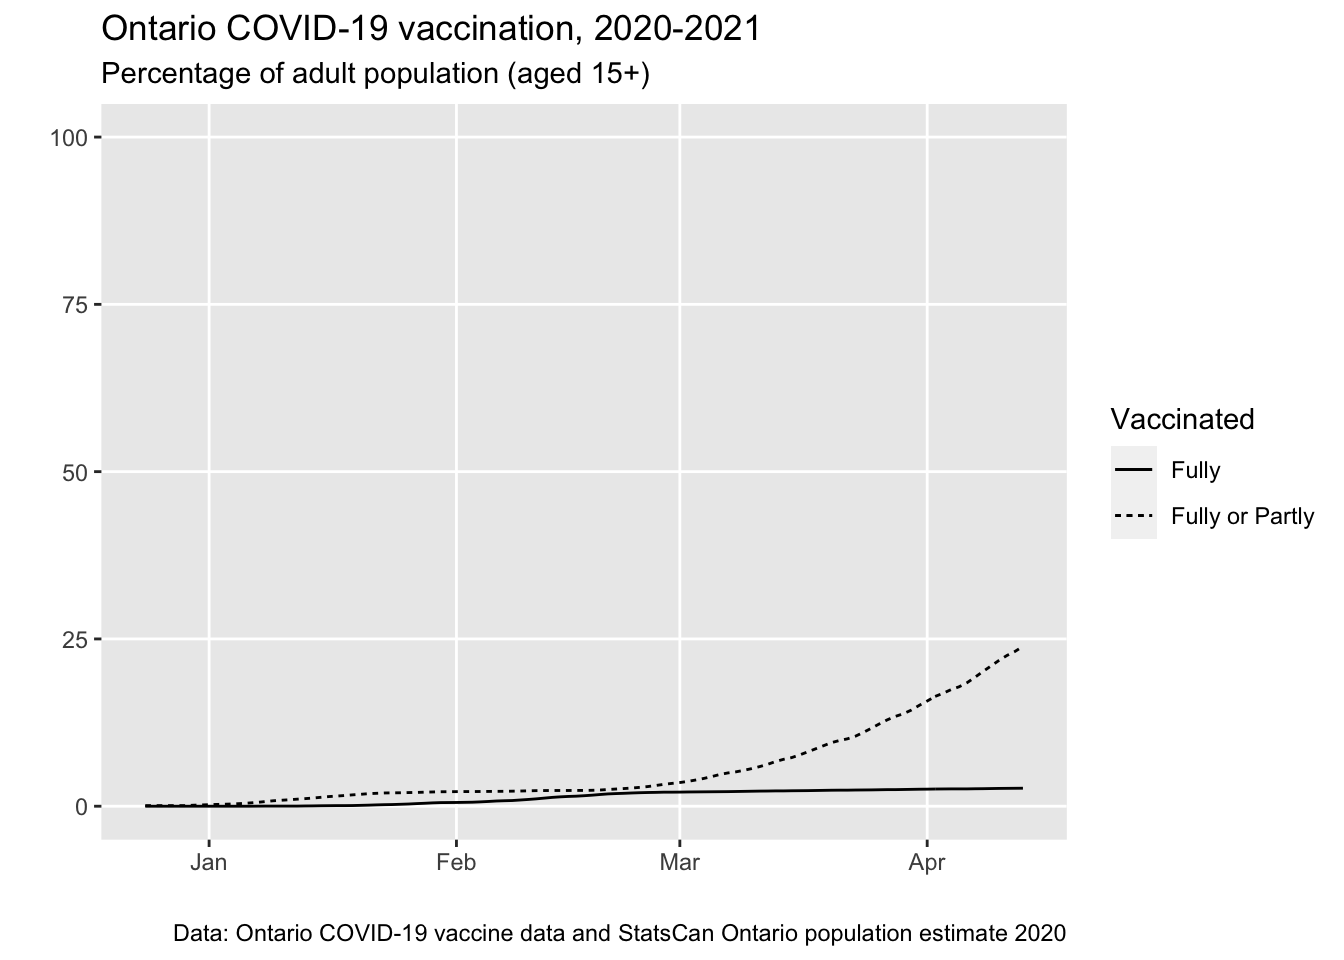 Ontario COVID-19 vaccination, 2020-2021
Percentage of adult population (aged 15+)
100
75
50
25
0
Jan Feb Mar Apr
Vaccinated
Fully
Fully or Partly
Data: Ontario COVID-19 vaccine data and StatsCan Ontario population estimate 2020